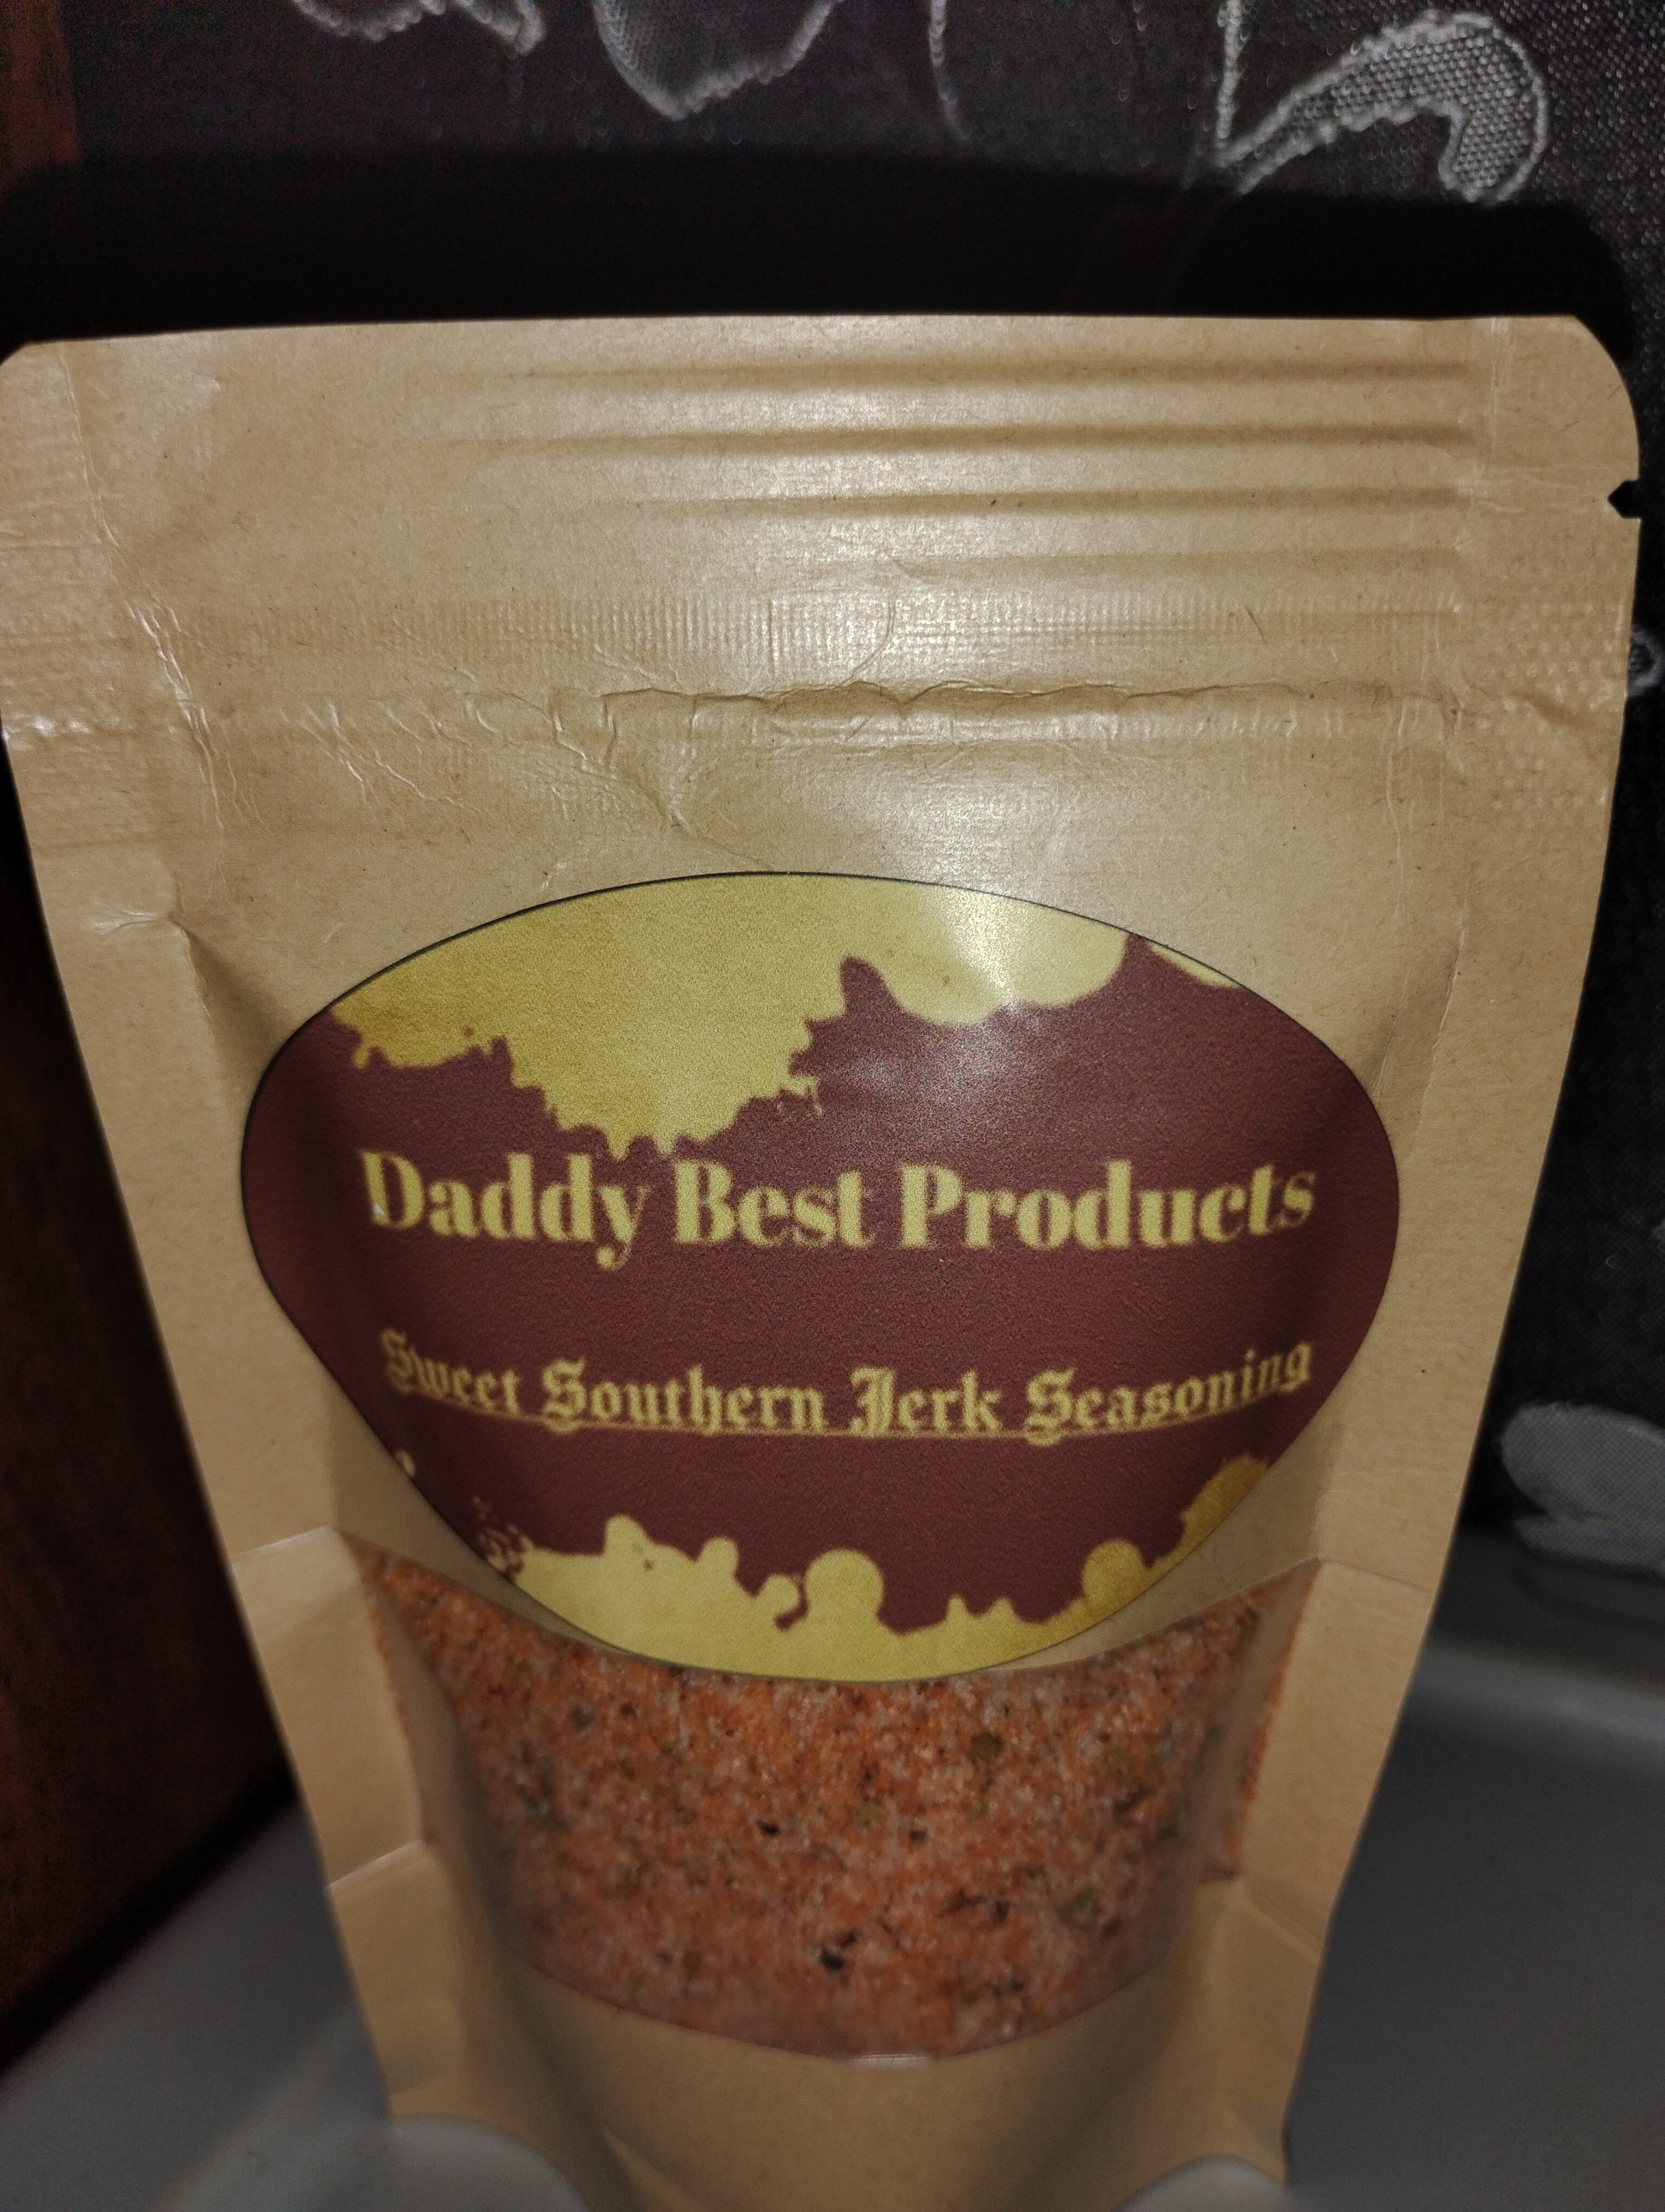 Daddy Best Products
Sweet Southern Jerk Seasoning